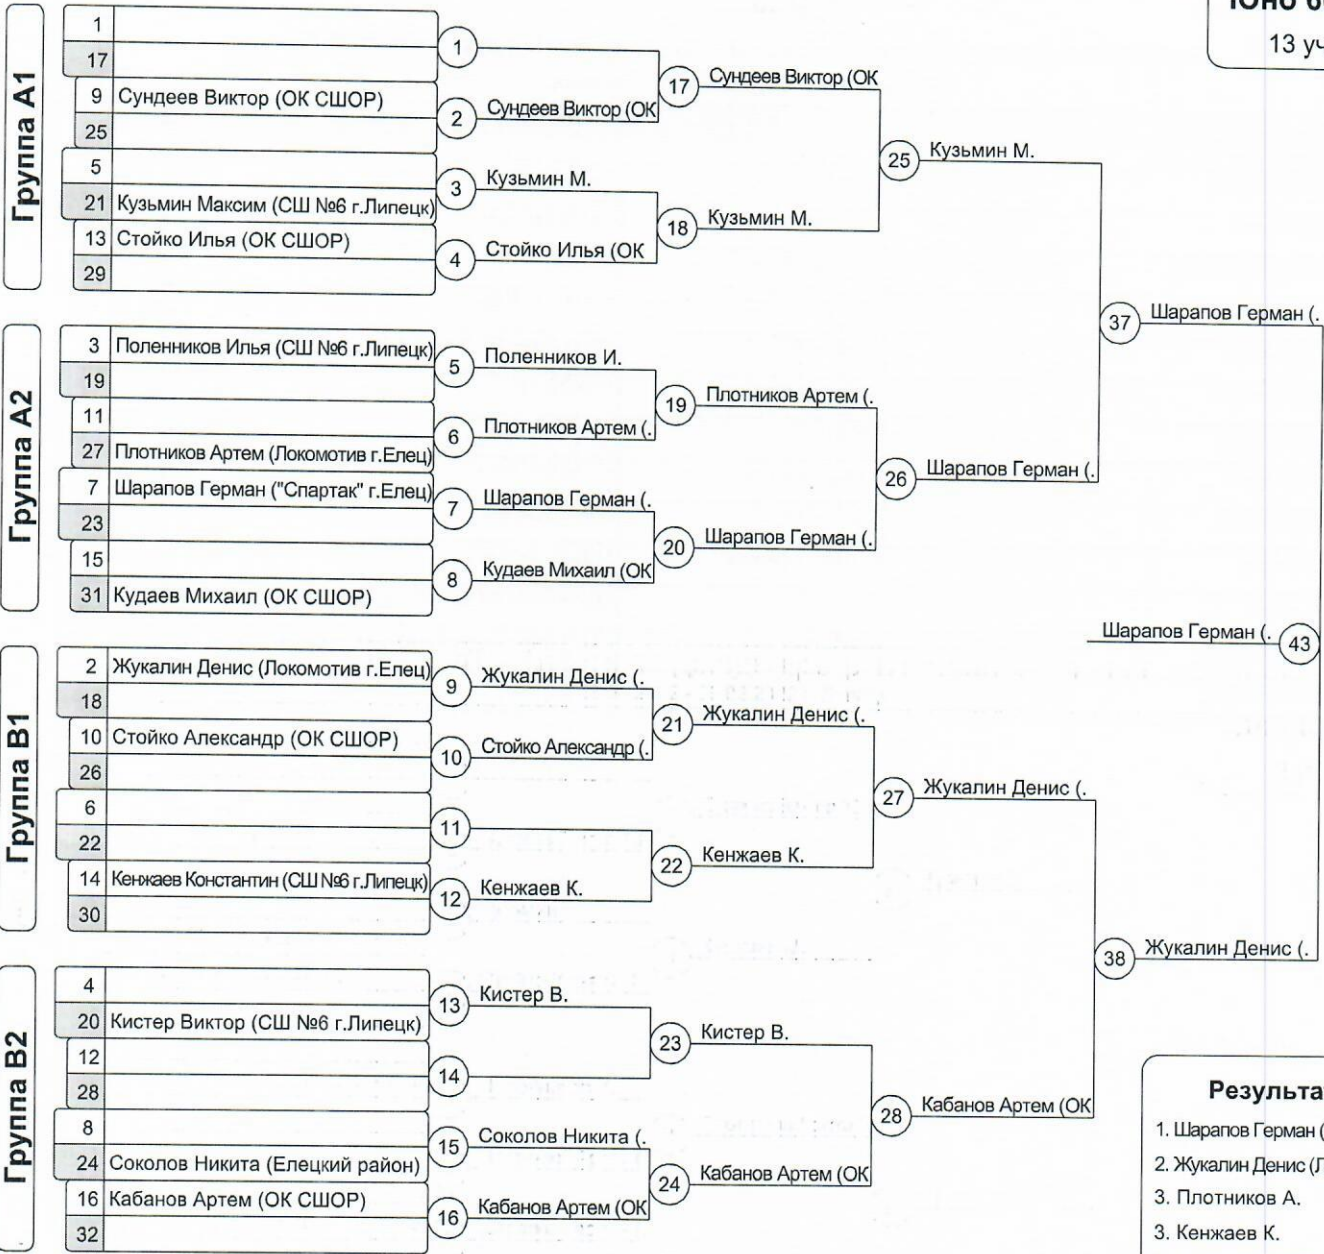 Юно 6
13 уч
Группа A1
1
17
9 Сундеев Виктор (ОК СШОР)
25
5
21 Кузьмин Максим (СШ №6 г.Липецк)
13 Стойко Илья (ОК СШОР)
29
1
2 Сундеев Виктор (ОК
3 Кузьмин М.
4 Стойко Илья (ОК
17 Сундеев Виктор (ОК
18 Кузьмин М.
25 Кузьмин М.
Группа A2
3 Поленников Илья (СШ №6 г.Липецк)
19
11
27 Плотников Артем (Локомотив г.Елец)
7 Шарапов Герман ("Спартак" г.Елец)
23
15
31 Кудаев Михаил (ОК СШОР)
5 Поленников И.
6 Плотников Артем (.
7 Шарапов Герман (.
8 Кудаев Михаил (ОК
19 Плотников Артем (.
20 Шарапов Герман (.
26 Шарапов Герман (.
37 Шарапов Герман (.
Шарапов Герман (. 43
Группа B1
2 Жукалин Денис (Локомотив г.Елец)
18
10 Стойко Александр (ОК СШОР)
26
6
22
14 Кенжаев Константин (СШ №6 г.Липецк)
30
9 Жукалин Денис (.
10 Стойко Александр (.
11
12 Кенжаев К.
21 Жукалин Денис (.
22 Кенжаев К.
27 Жукалин Денис (.
Группа B2
4
20 Кистер Виктор (СШ №6 г.Липецк)
12
28
8
24 Соколов Никита (Елецкий район)
16 Кабанов Артем (ОК СШОР)
32
13 Кистер В.
14
15 Соколов Никита (.
16 Кабанов Артем (ОК
23 Кистер В.
24 Кабанов Артем (ОК
28 Кабанов Артем (ОК
38 Жукалин Денис (.
Результа
1. Шарапов Герман (
2. Жукалин Денис (Л
3. Плотников А.
3. Кенжаев К.